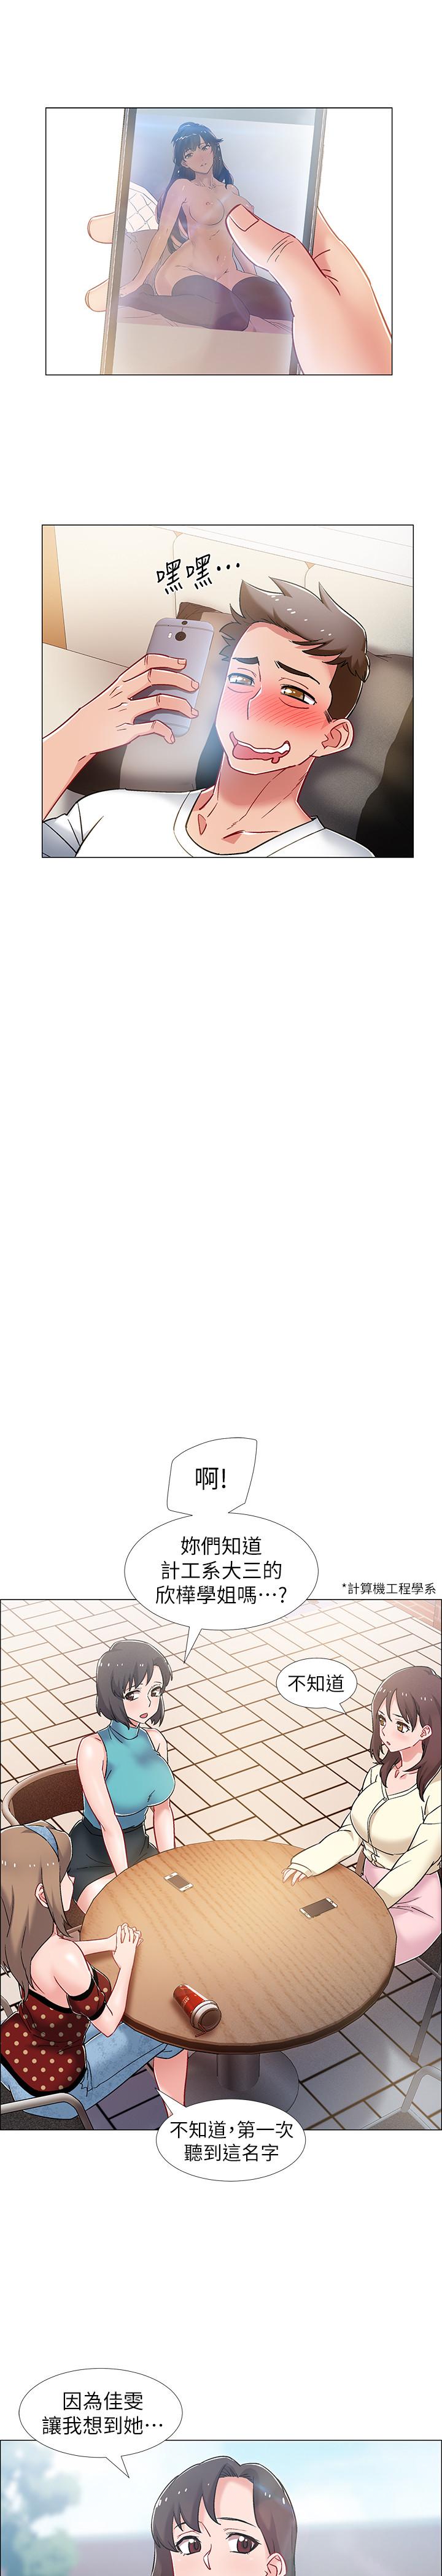 嘿嘿…
啊!
妳們知道
計工系大三的
欣樺學姐嗎…?
*計算機工程學系
不知道
不知道,第一次
聽到這名字
因為佳雯
讓我想到她…